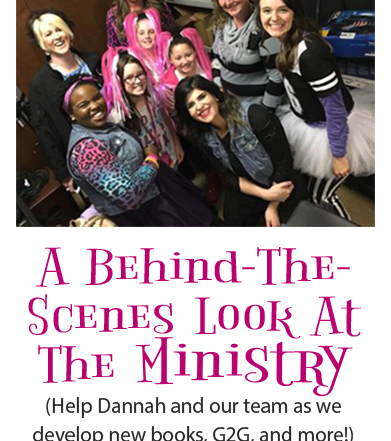 A Behind-The-
Scenes Look At
The Ministry
(Help Dannah and our team as we
develop new books, G2G, and more!)